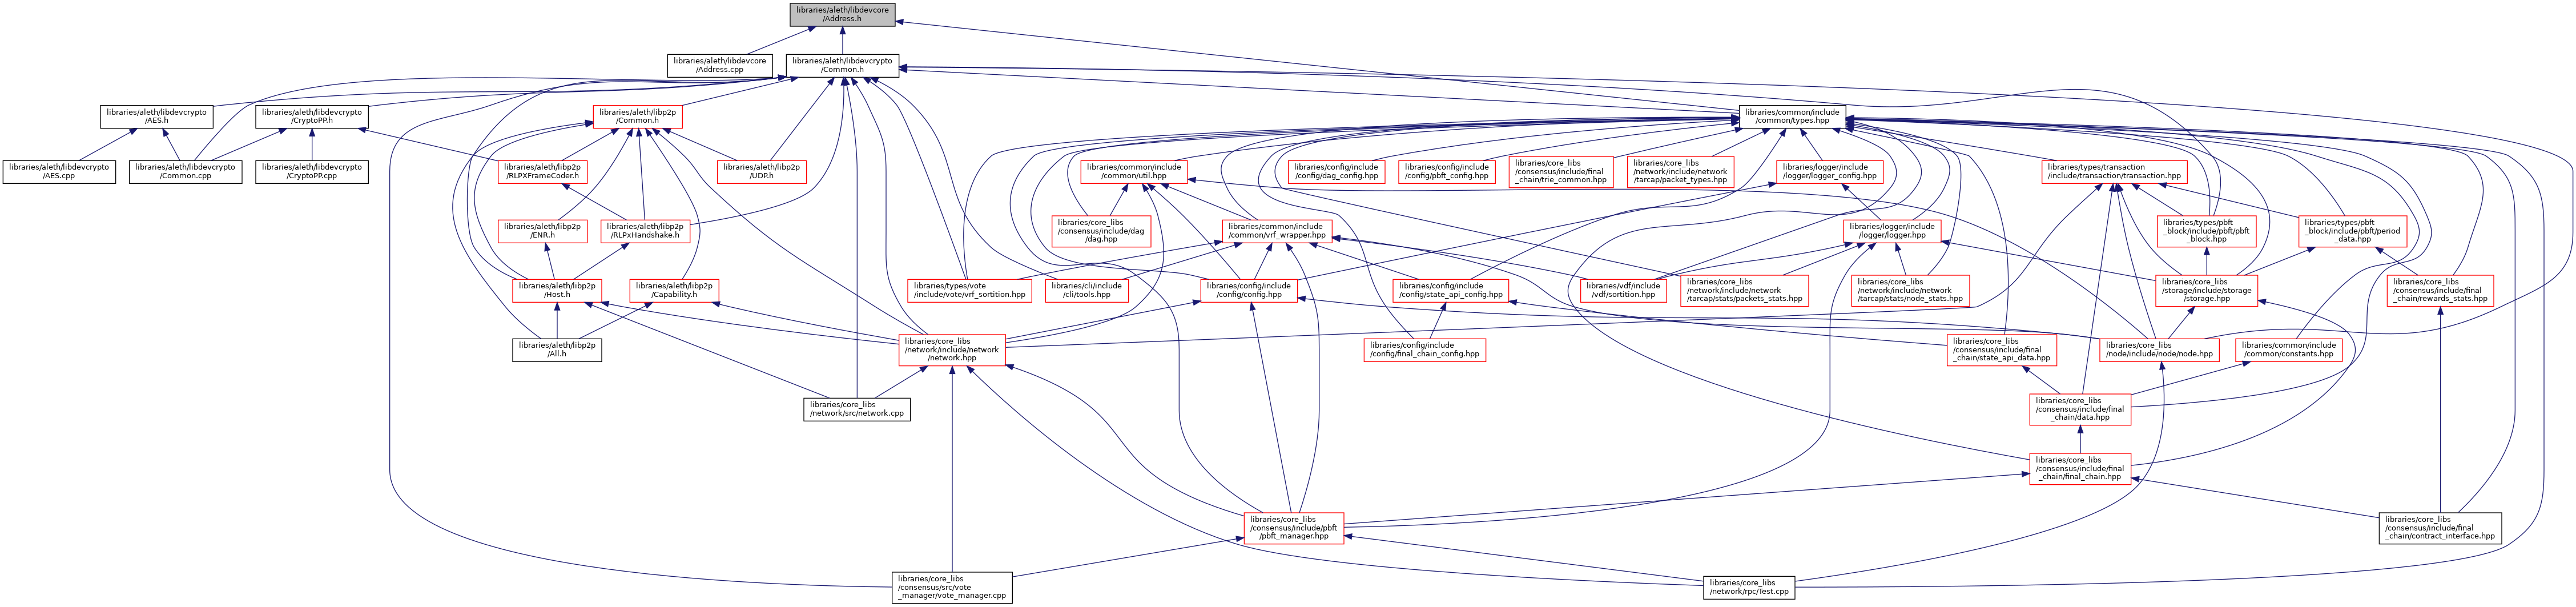 libraries/aleth/libdevcore
/Address.h
libraries/aleth/libdevcore
/Address.cpp
libraries/aleth/libdevcrypto
/Common.h
libraries/aleth/libdevcrypto
/AES.h
libraries/aleth/libdevcrypto
/CryptoPP.h
libraries/aleth/libp2p
/Common.h
libraries/common/include
/common/types.hpp
libraries/aleth/libdevcrypto
/AES.cpp
libraries/aleth/libdevcrypto
/Common.cpp
libraries/aleth/libdevcrypto
/CryptoPP.cpp
libraries/aleth/libp2p
/RLPXFrameCoder.h
libraries/aleth/libp2p
/UDP.h
libraries/common/include
/common/util.hpp
libraries/config/include
/config/dag_config.hpp
libraries/config/include
/config/pbft_config.hpp
libraries/core_libs
/consensus/include/final
_chain/trie_common.hpp
libraries/core_libs
/network/include/network
/tarcap/packet_types.hpp
libraries/logger/include
/logger/logger_config.hpp
libraries/types/transaction
/include/transaction/transaction.hpp
libraries/aleth/libp2p
/ENR.h
libraries/aleth/libp2p
/RLPxHandshake.h
libraries/core_libs
/consensus/include/dag
/dag.hpp
libraries/common/include
/common/vrf_wrapper.hpp
libraries/logger/include
/logger/logger.hpp
libraries/types/pbft
_block/include/pbft/pbft
_block.hpp
libraries/types/pbft
_block/include/pbft/period
_data.hpp
libraries/aleth/libp2p
/Host.h
libraries/aleth/libp2p
/Capability.h
libraries/types/vote
/include/vote/vrf_sortition.hpp
libraries/cli/include
/cli/tools.hpp
libraries/config/include
/config/config.hpp
libraries/config/include
/config/state_api_config.hpp
libraries/vdf/include
/vdf/sortition.hpp
libraries/core_libs
/network/include/network
/tarcap/stats/packets_stats.hpp
libraries/core_libs
/network/include/network
/tarcap/stats/node_stats.hpp
libraries/core_libs
/storage/include/storage
/storage.hpp
libraries/core_libs
/consensus/include/final
_chain/rewards_stats.hpp
libraries/aleth/libp2p
/All.h
libraries/core_libs
/network/include/network
/network.hpp
libraries/config/include
/config/final_chain_config.hpp
libraries/core_libs
/consensus/include/final
_chain/state_api_data.hpp
libraries/core_libs
/node/include/node/node.hpp
libraries/common/include
/common/constants.hpp
libraries/core_libs
/network/src/network.cpp
libraries/core_libs
/consensus/include/final
_chain/data.hpp
libraries/core_libs
/consensus/include/final
_chain/final_chain.hpp
libraries/core_libs
/consensus/include/pbft
/pbft_manager.hpp
libraries/core_libs
/consensus/include/final
_chain/contract_interface.hpp
libraries/core_libs
/consensus/src/vote
_manager/vote_manager.cpp
libraries/core_libs
/network/rpc/Test.cpp